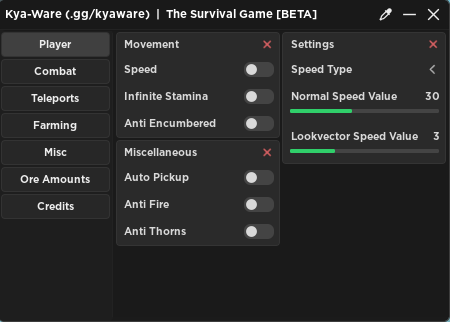 Kya-Ware (.gg/kyaware) | The Survival Game [BETA]
Player
Combat
Teleports
Farming
Misc
Ore Amounts
Credits
Movement
Speed
Infinite Stamina
Anti Encumbered
Miscellaneous
Auto Pickup
Anti Fire
Anti Thorns
Settings
Speed Type
Normal Speed Value 30
Lookvector Speed Value 3